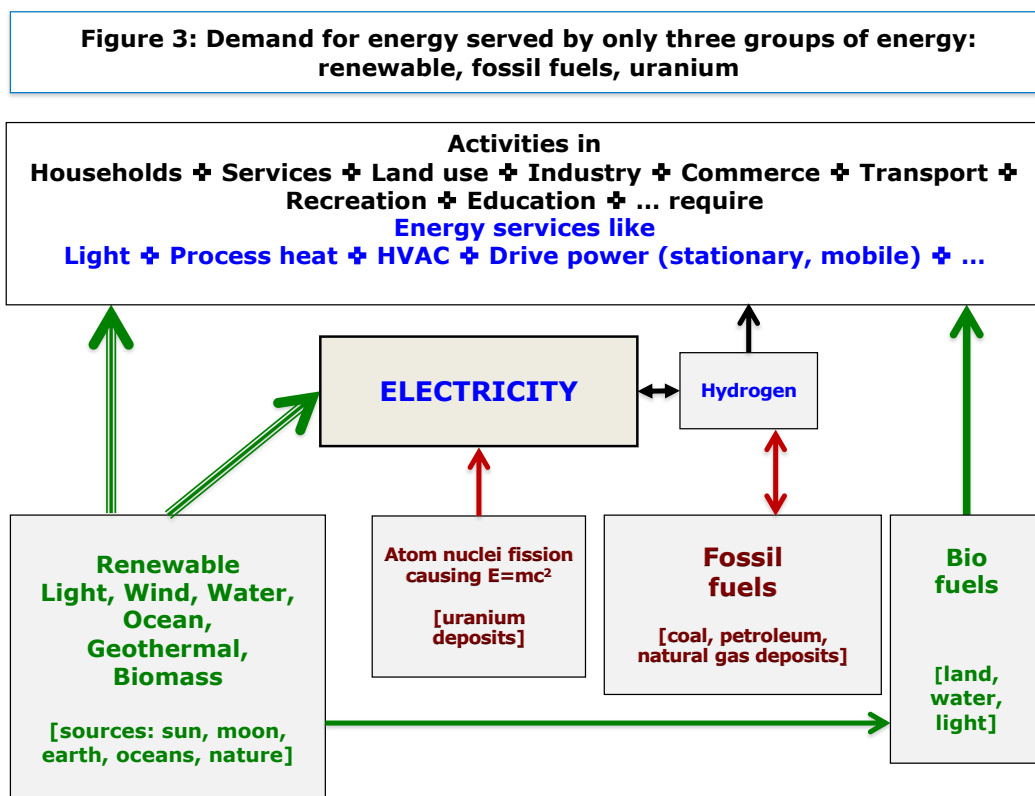 Figure 3: Demand for energy served by only three groups of energy:
renewable, fossil fuels, uranium
Activities in
Households ✤ Services ✤ Land use ✤ Industry ✤ Commerce ✤ Transport ✤
Recreation ✤ Education ✤ ... require
Energy services like
Light ✤ Process heat ✤ HVAC ✤ Drive power (stationary, mobile) ✤ ...
ELECTRICITY
Hydrogen
Renewable
Light, Wind, Water,
Ocean,
Geothermal,
Biomass
[sources: sun, moon,
earth, oceans, nature]
Atom nuclei fission
causing E=mc²
[uranium
deposits]
Fossil
fuels
[coal, petroleum,
natural gas deposits]
Bio
fuels
[land,
water,
light]